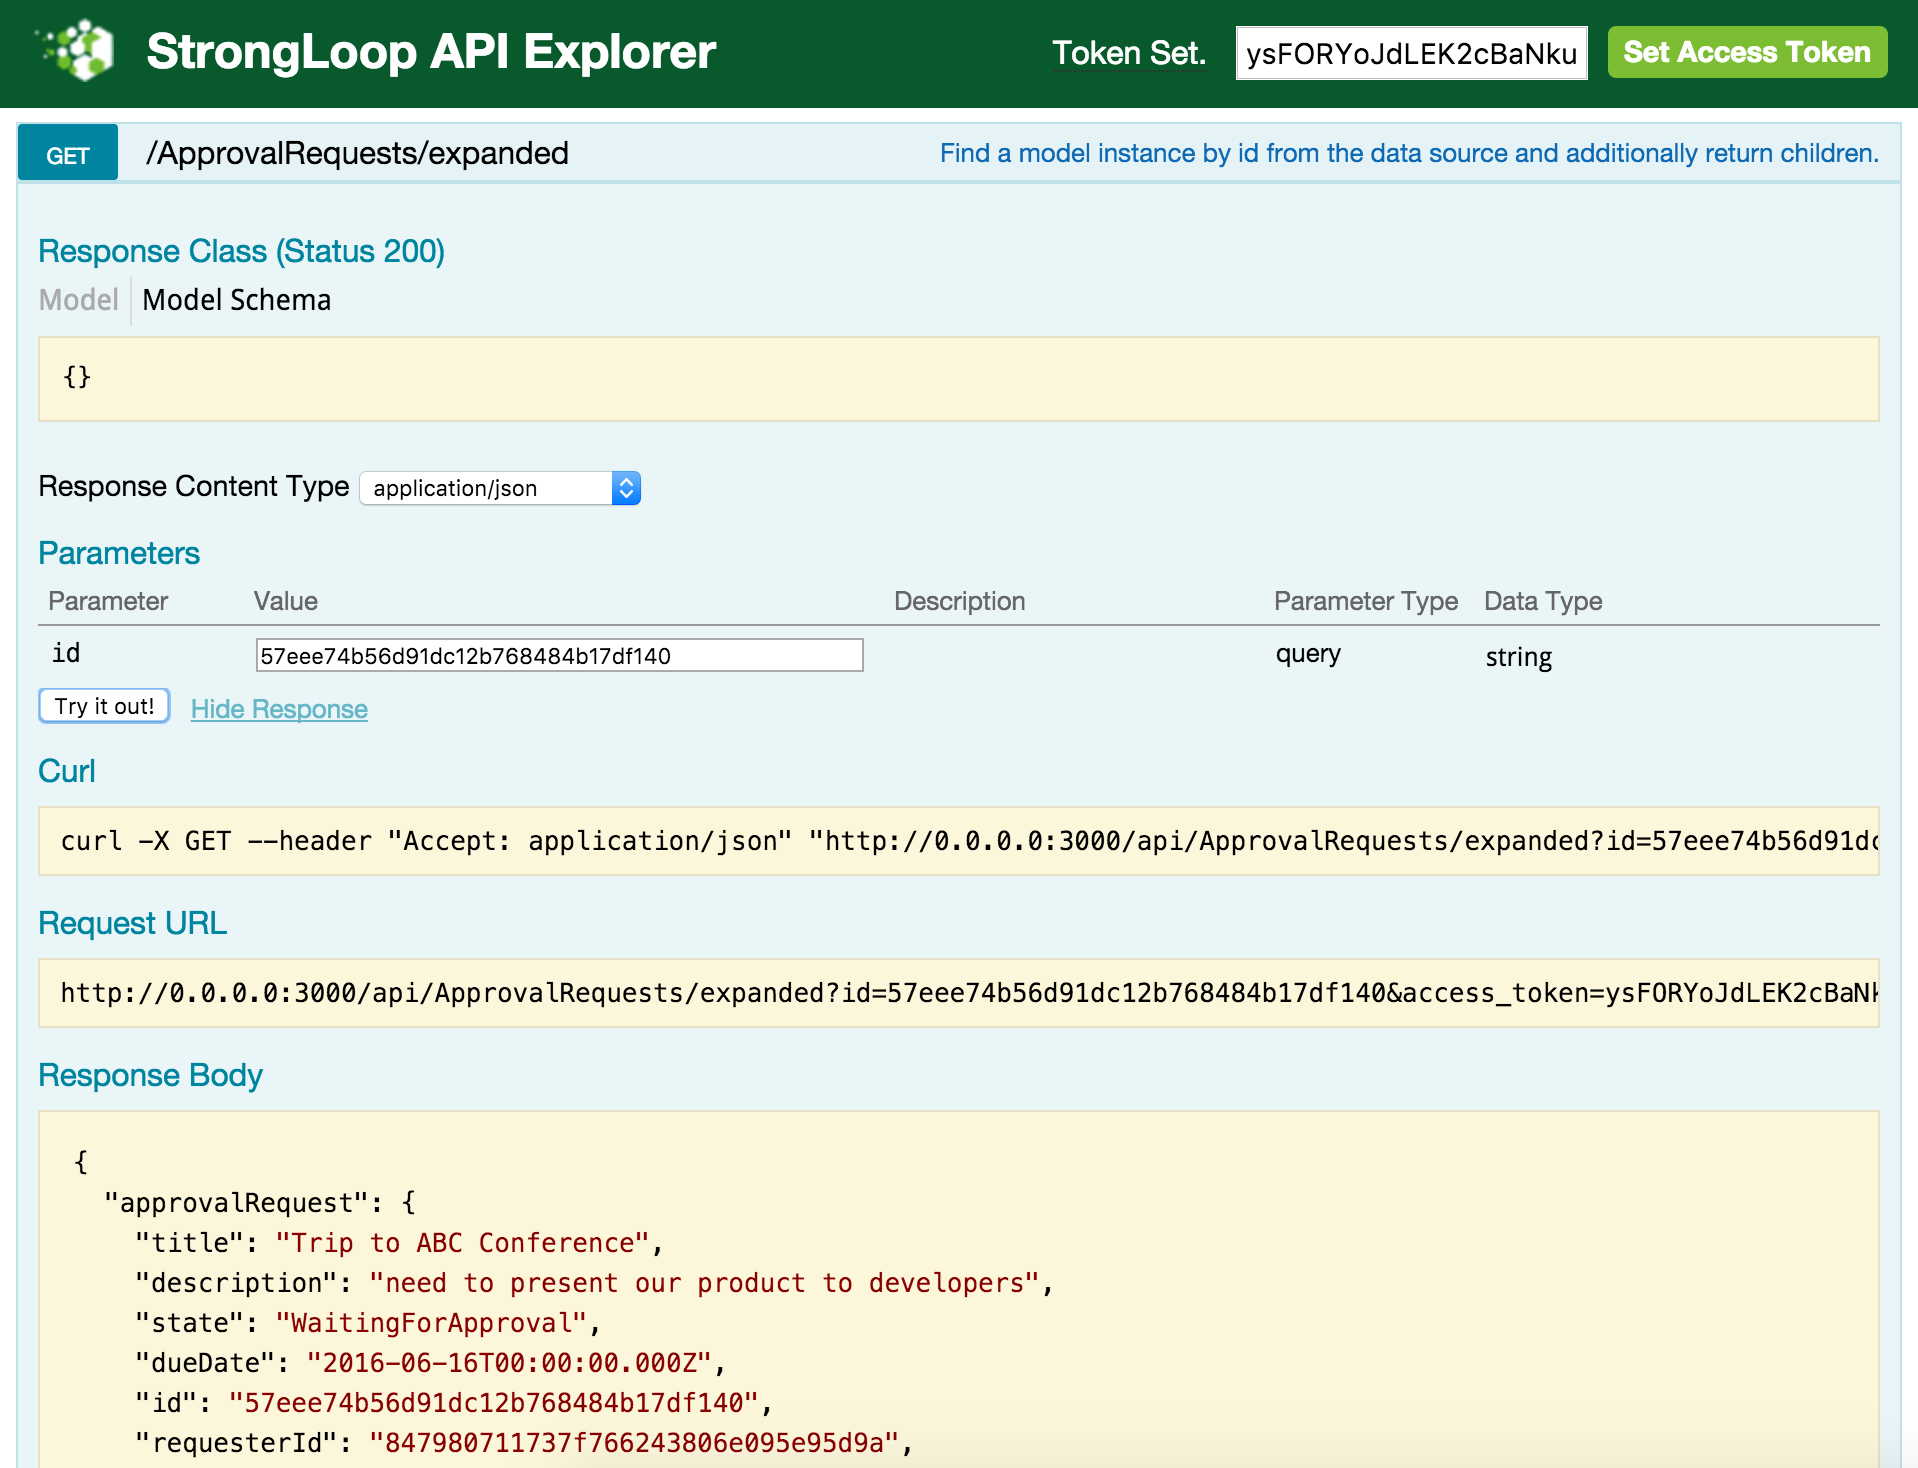 StrongLoop API Explorer
Token Set.
ysFORYoJdLEK2cBaNku
Set Access Token
GET
/ApprovalRequests/expanded
Find a model instance by id from the data source and additionally return children.
Response Class (Status 200)
Model
Model Schema
{}
Response Content Type
application/json
Parameters
Parameter Value Description Parameter Type Data Type
id 57eee74b56d91dc12b768484b17df140 query string
Try it out!
Hide Response
Curl
curl -X GET --header "Accept: application/json" "http://0.0.0.0:3000/api/ApprovalRequests/expanded?id=57eee74b56d91dc
Request URL
http://0.0.0.0:3000/api/ApprovalRequests/expanded?id=57eee74b56d91dc12b768484b17df140&access_token=ysFORYoJdLEK2cBaNk
Response Body
{
"approvalRequest": {
"title": "Trip to ABC Conference",
"description": "need to present our product to developers",
"state": "WaitingForApproval",
"dueDate": "2016-06-16T00:00:00.000Z",
"id": "57eee74b56d91dc12b768484b17df140",
"requesterId": "847980711737f766243806e095e95d9a",